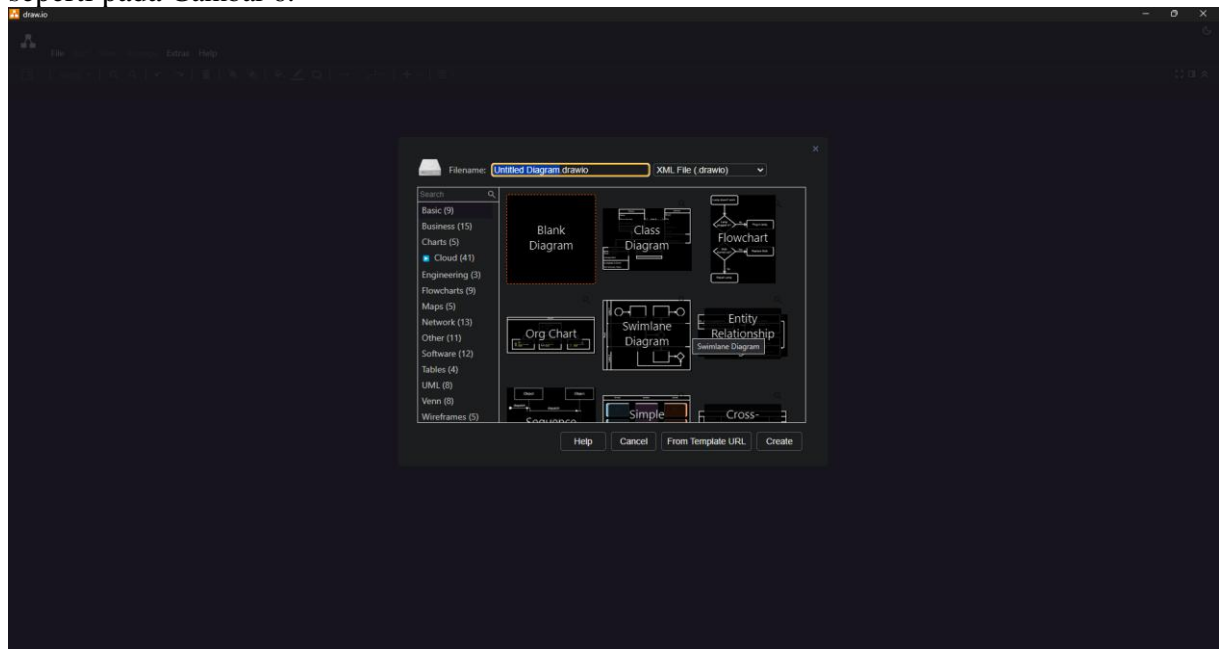 seperti pada Gambar 6.
draw.io
File Extras Help
Filename: Untitled Diagram.drawio XML File (.drawio)
Search
Basic (9)
Business (15)
Charts (5)
Cloud (41)
Engineering (3)
Flowcharts (9)
Maps (5)
Network (13)
Other (11)
Software (12)
Tables (4)
UML (8)
Venn (8)
Wireframes (5)
Blank
Diagram
Class
Diagram
Flowchart
Org Chart
Swimlane
Diagram
Entity
Relationship
Swimlane Diagram
Sequence
Simple
Cross-
Help Cancel From Template URL Create